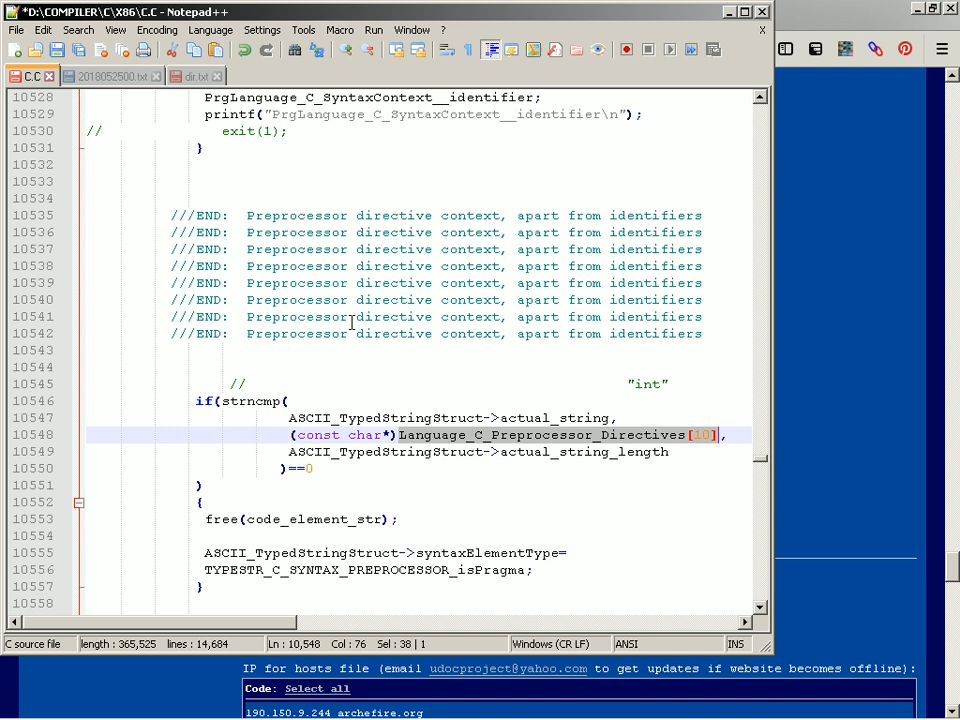 *D:\COMPILER\C\X86\C.C - Notepad++
File Edit Search View Encoding Language Settings Tools Macro Run Window ? X
C.C 2018052500.txt dir.txt
10528 PrgLanguage_C_SyntaxContext__identifier;
10529 printf("PrgLanguage_C_SyntaxContext__identifier\n");
10530 // exit(1);
10531 }
10532
10533
10534
10535 ///END: Preprocessor directive context, apart from identifiers
10536 ///END: Preprocessor directive context, apart from identifiers
10537 ///END: Preprocessor directive context, apart from identifiers
10538 ///END: Preprocessor directive context, apart from identifiers
10539 ///END: Preprocessor directive context, apart from identifiers
10540 ///END: Preprocessor directive context, apart from identifiers
10541 ///END: Preprocessor directive context, apart from identifiers
10542 ///END: Preprocessor directive context, apart from identifiers
10543
10544
10545 // "int"
10546 if(strncmp(
10547 ASCII_TypedStringStruct->actual_string,
10548 (const char*)Language_C_Preprocessor_Directives[10],
10549 ASCII_TypedStringStruct->actual_string_length
10550 )==0
10551 )
10552 {
10553 free(code_element_str);
10554
10555 ASCII_TypedStringStruct->syntaxElementType=
10556 TYPESTR_C_SYNTAX_PREPROCESSOR_isPragma;
10557 }
10558
C source file length : 365,525 lines : 14,684 Ln : 10,548 Col : 76 Sel : 38 | 1 Windows (CR LF) ANSI INS
IP for hosts file (email udocproject@yahoo.com to get updates if website becomes offline):
Code: Select all
190.150.9.244 archefire.org